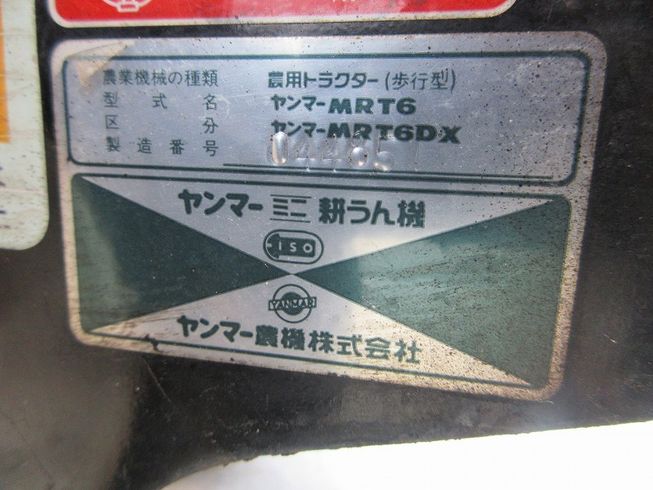 農業機械の種類 農用トラクター(歩行型)
型式名 ヤンマーMRT6
区分 ヤンマーMRT6DX
製造番号 04485
ヤンマーミニ耕うん機
ISO
YANMAR
ヤンマー農機株式会社